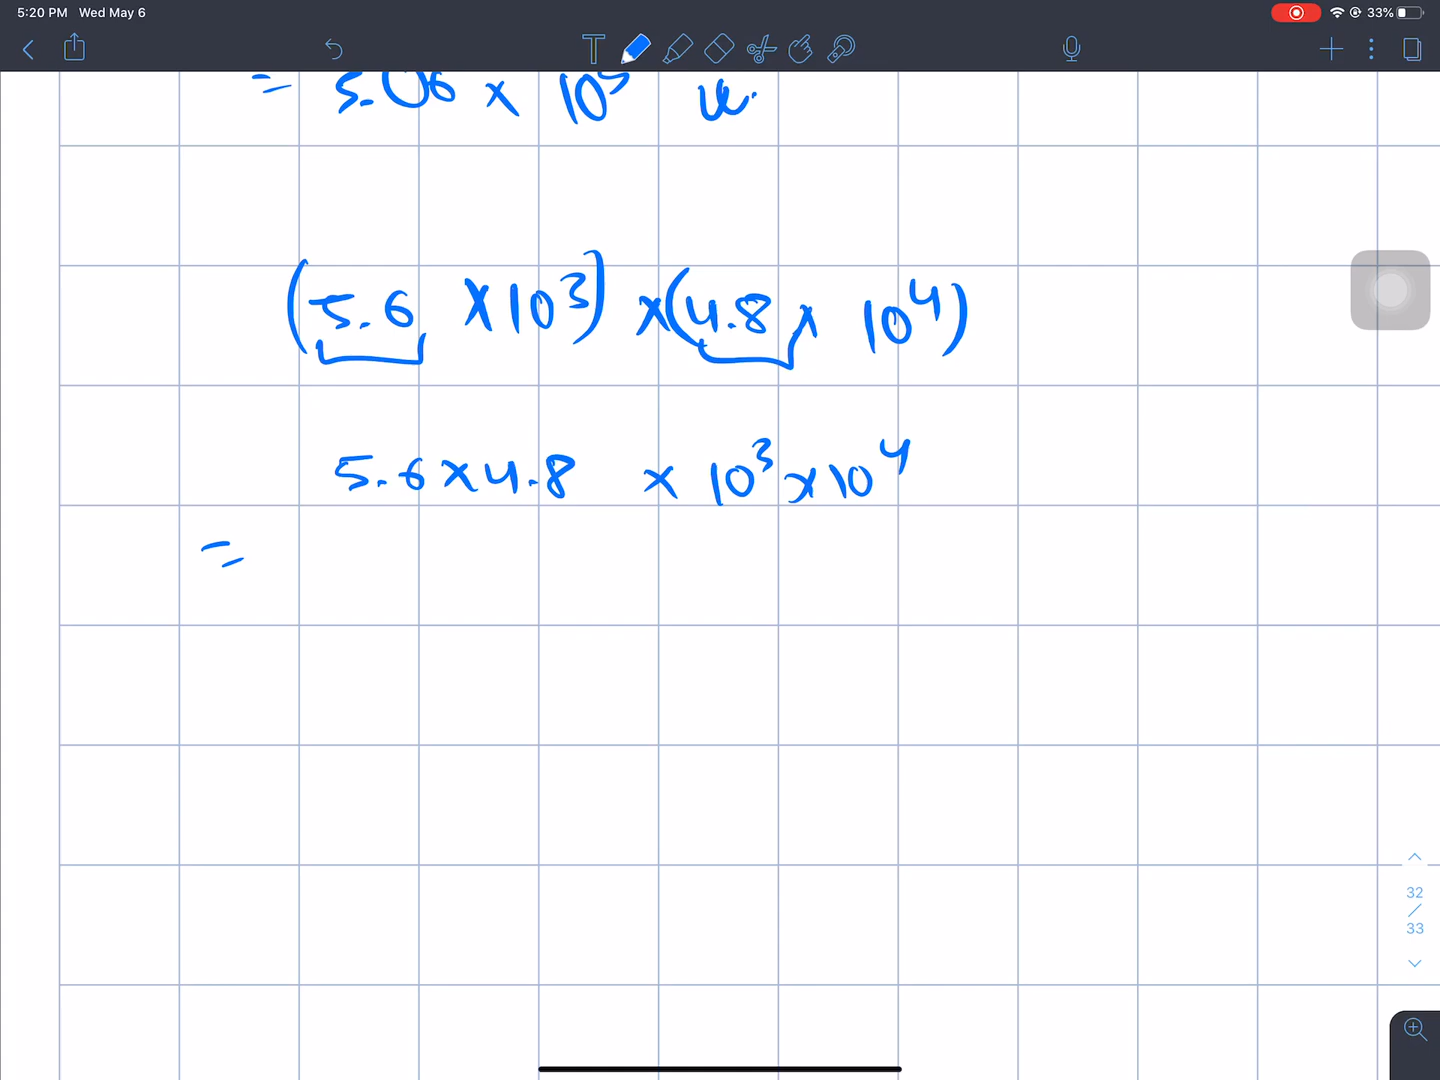 5:20 PM Wed May 6 33%
T
= 5.06 x 10⁵
(5.6 x 10³) x (4.8 x 10⁴)
5.6 x 4.8 x 10³ x 10⁴
=
32
/
33